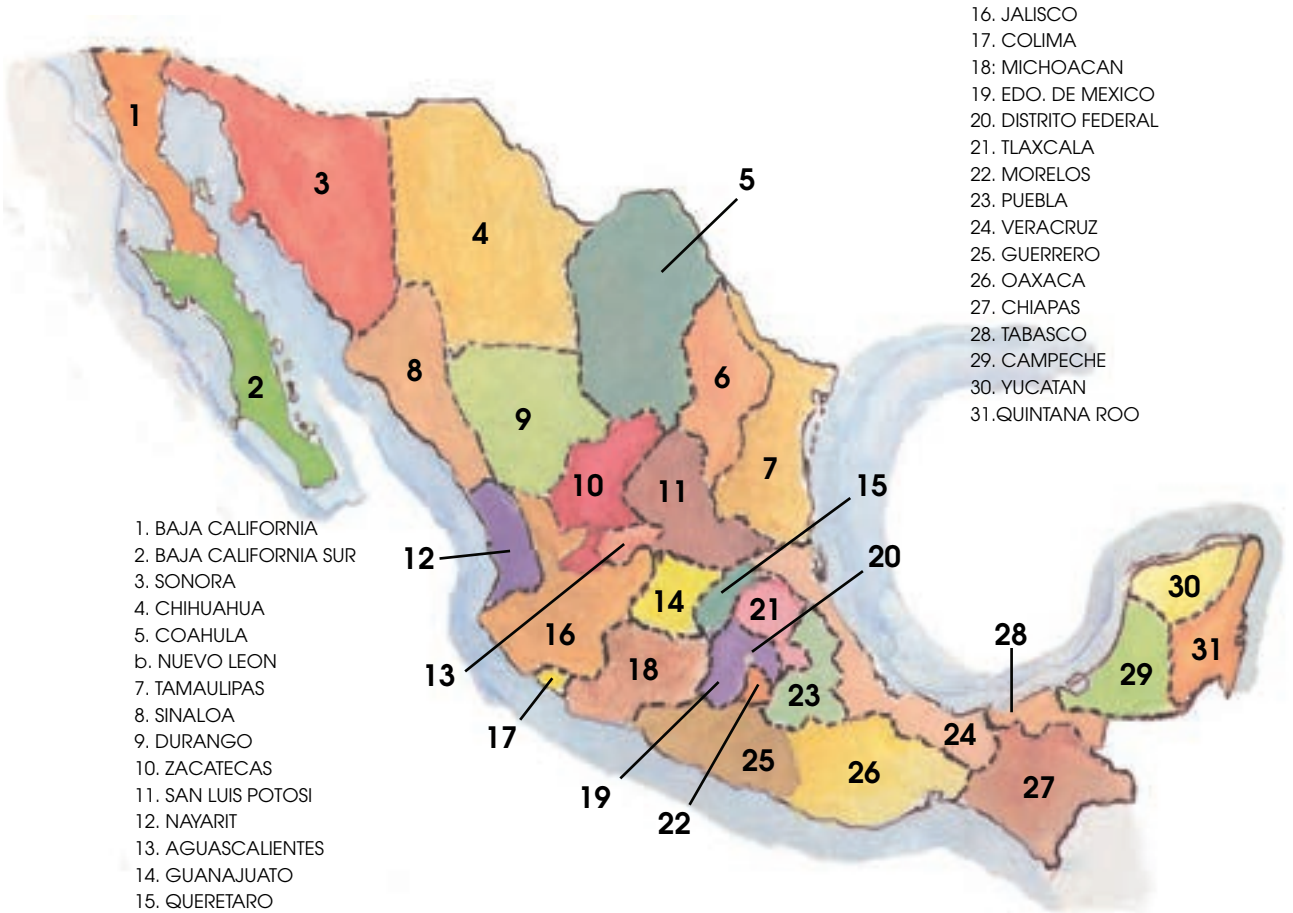 16. JALISCO
17. COLIMA
18: MICHOACAN
19. EDO. DE MEXICO
20. DISTRITO FEDERAL
21. TLAXCALA
22. MORELOS
23. PUEBLA
24. VERACRUZ
25. GUERRERO
26. OAXACA
27. CHIAPAS
28. TABASCO
29. CAMPECHE
30. YUCATAN
31.QUINTANA ROO
1
3
5
4
2
8
6
9
7
10
11
15
12
20
14
21
30
16
28
13
18
31
29
19
23
17
24
25
26
27
22
1. BAJA CALIFORNIA
2. BAJA CALIFORNIA SUR
3. SONORA
4. CHIHUAHUA
5. COAHULA
b. NUEVO LEON
7. TAMAULIPAS
8. SINALOA
9. DURANGO
10. ZACATECAS
11. SAN LUIS POTOSI
12. NAYARIT
13. AGUASCALIENTES
14. GUANAJUATO
15. QUERETARO